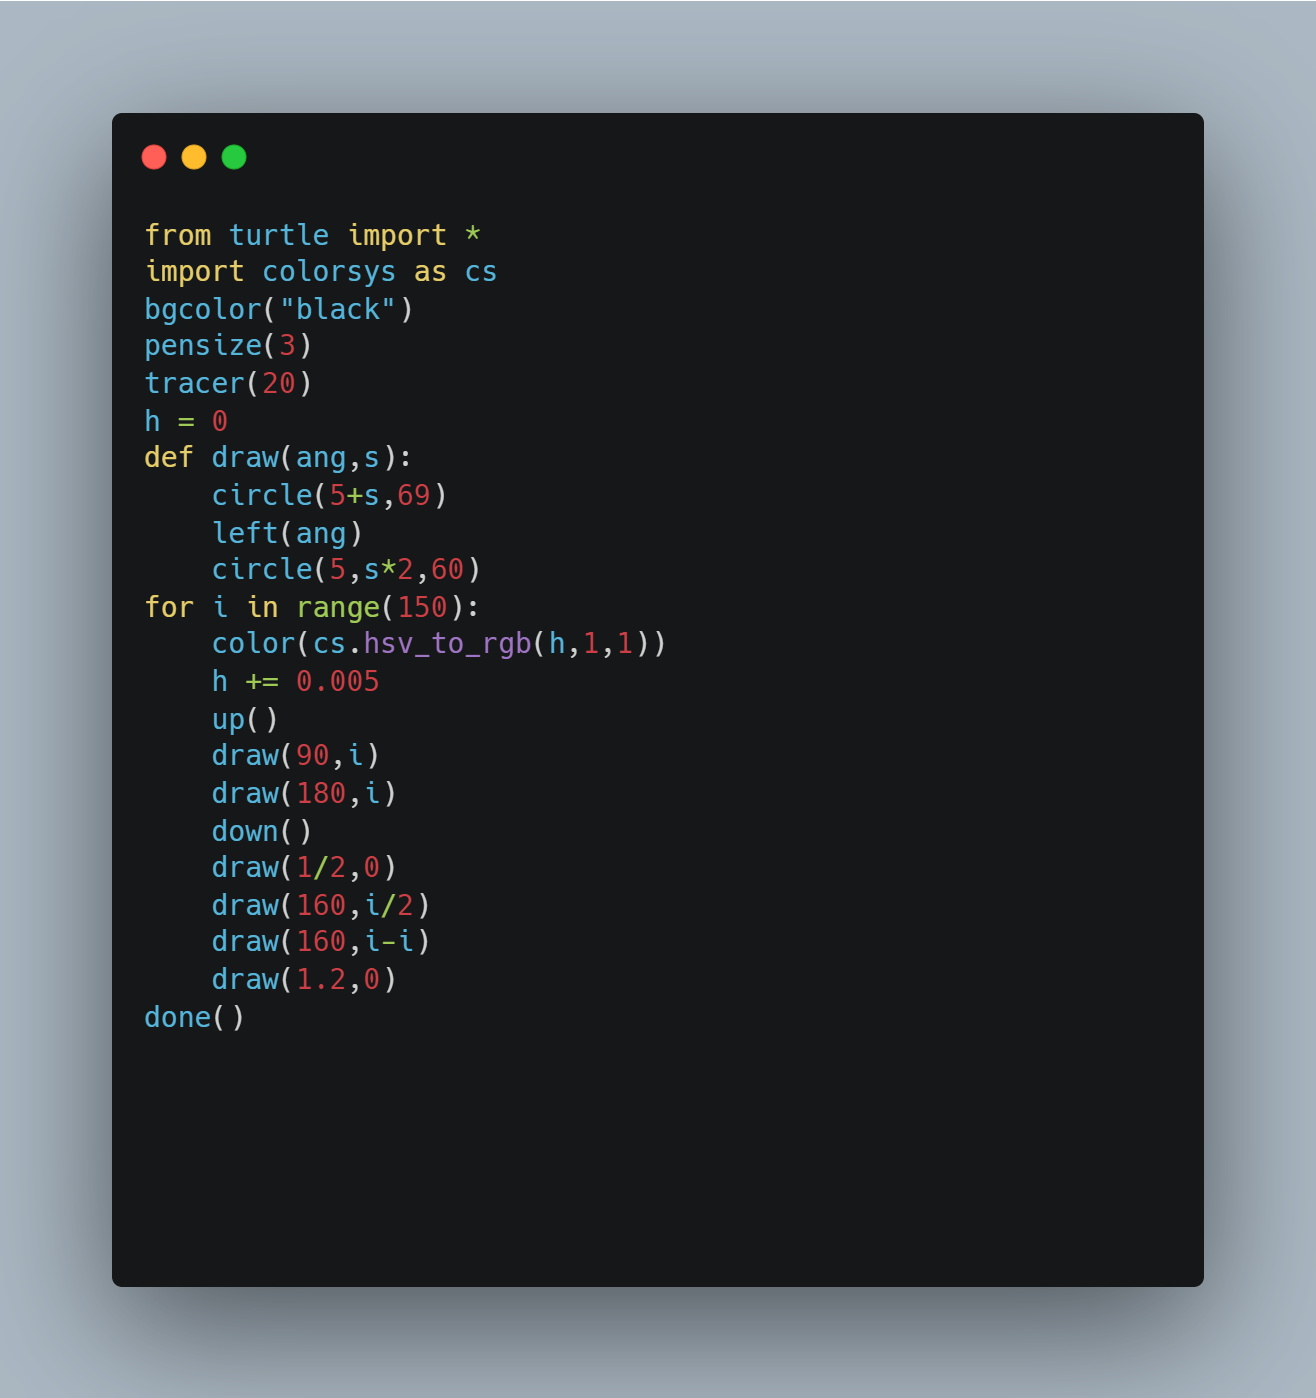 from turtle import *
import colorsys as cs
bgcolor("black")
pensize(3)
tracer(20)
h = 0
def draw(ang,s):
    circle(5+s,69)
    left(ang)
    circle(5,s*2,60)
for i in range(150):
    color(cs.hsv_to_rgb(h,1,1))
    h += 0.005
    up()
    draw(90,i)
    draw(180,i)
    down()
    draw(1/2,0)
    draw(160,i/2)
    draw(160,i-i)
    draw(1.2,0)
done()